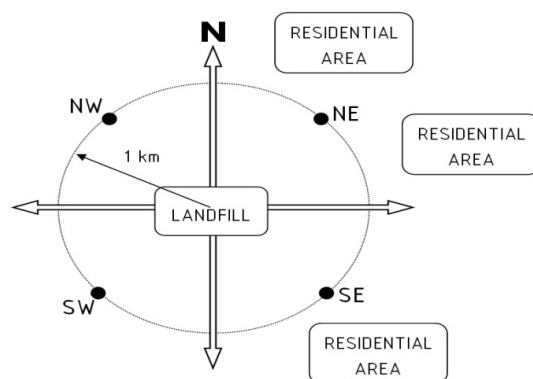 N
RESIDENTIAL
AREA
NW
NE
RESIDENTIAL
AREA
1 km
LANDFILL
SW
SE
RESIDENTIAL
AREA